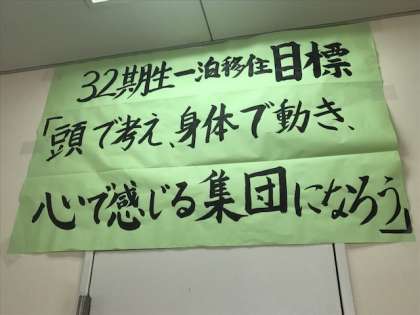 32期生一泊移住目標
「頭で考え、身体で動き、
心で感じる集団になろう」